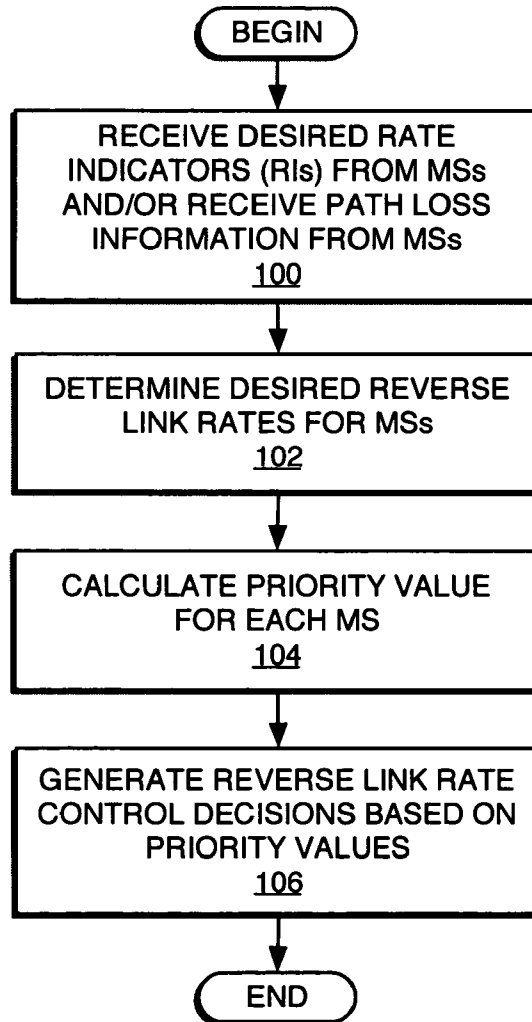 BEGIN
RECEIVE DESIRED RATE
INDICATORS (RIs) FROM MSs
AND/OR RECEIVE PATH LOSS
INFORMATION FROM MSs
100
DETERMINE DESIRED REVERSE
LINK RATES FOR MSs
102
CALCULATE PRIORITY VALUE
FOR EACH MS
104
GENERATE REVERSE LINK RATE
CONTROL DECISIONS BASED ON
PRIORITY VALUES
106
END